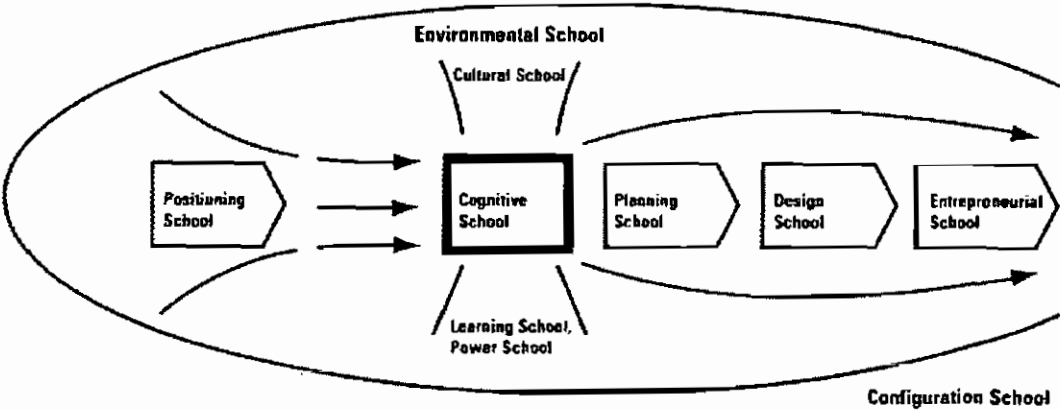 Environmental School
Cultural School
Positioning
School
Cognitive
School
Planning
School
Design
School
Entrepreneurial
School
Learning School,
Power School
Configuration School